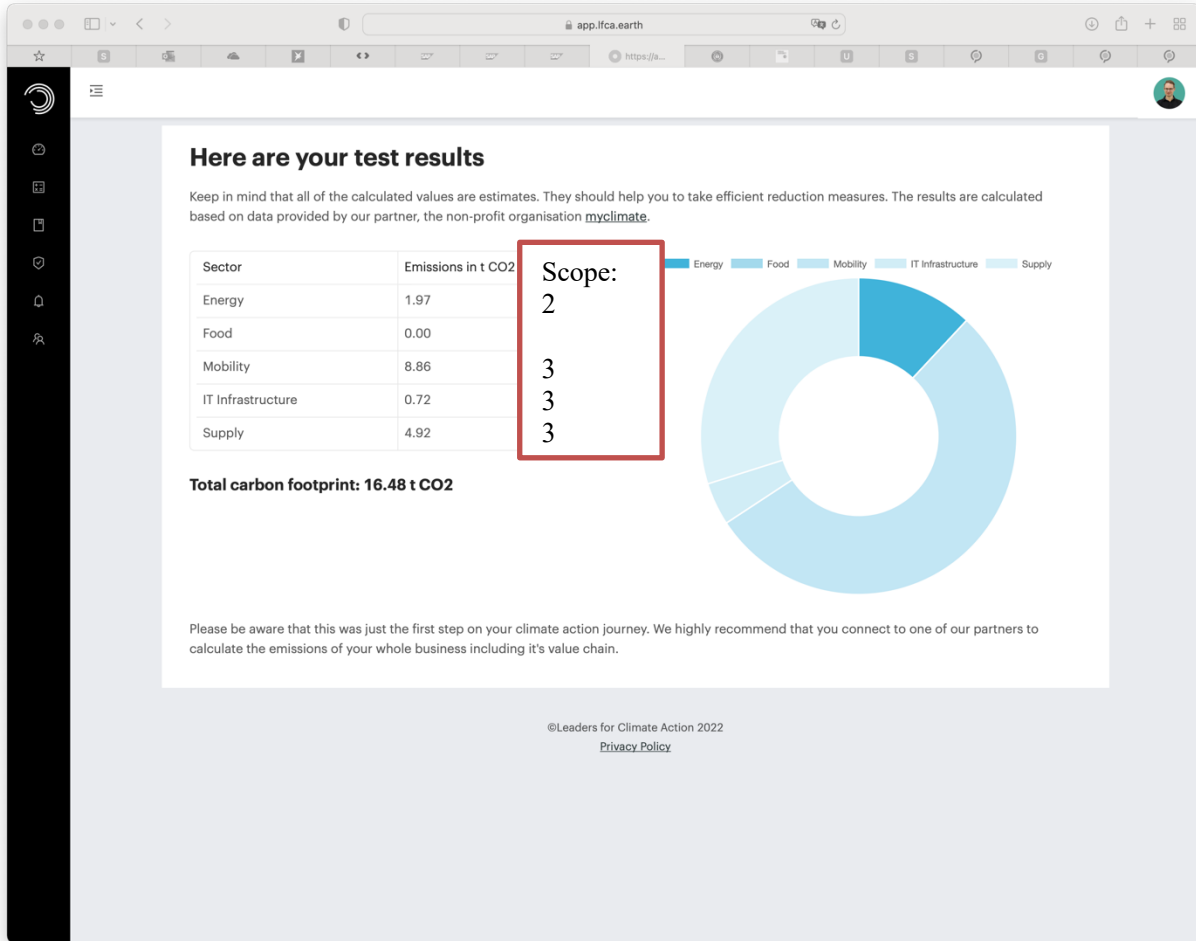 app.lfca.earth
S
https://a...
U
S
G
Here are your test results
Keep in mind that all of the calculated values are estimates. They should help you to take efficient reduction measures. The results are calculated
based on data provided by our partner, the non-profit organisation myclimate.
Sector Emissions in t CO2
Energy 1.97
Food 0.00
Mobility 8.86
IT Infrastructure 0.72
Supply 4.92
Scope:
2
3
3
3
Energy Food Mobility IT Infrastructure Supply
Total carbon footprint: 16.48 t CO2
Please be aware that this was just the first step on your climate action journey. We highly recommend that you connect to one of our partners to
calculate the emissions of your whole business including it's value chain.
©Leaders for Climate Action 2022
Privacy Policy